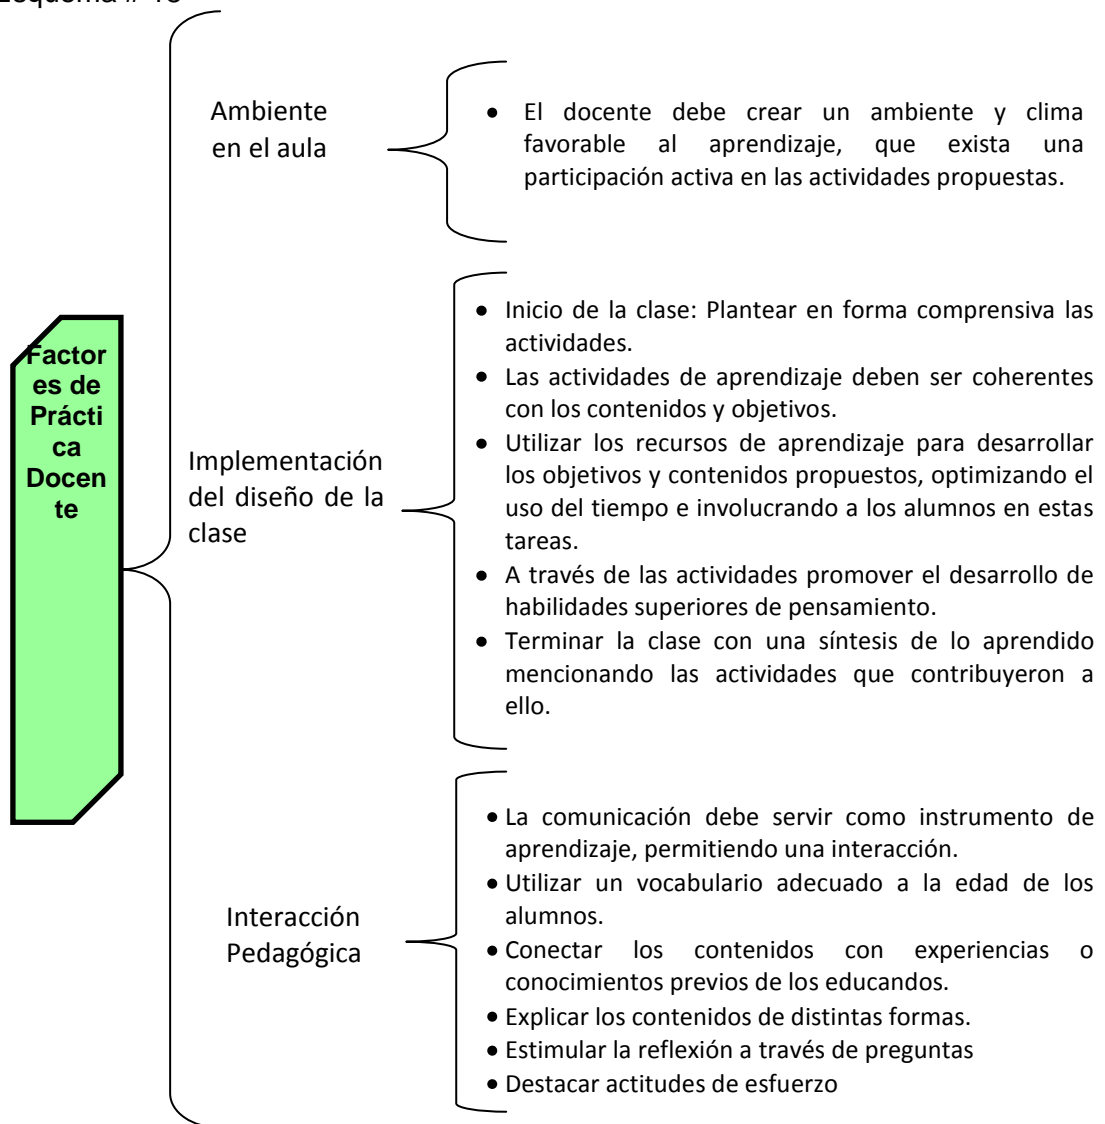 Factor
es de
Prácti
ca
Docen
te
Ambiente
en el aula
• El docente debe crear un ambiente y clima
favorable al aprendizaje, que exista una
participación activa en las actividades propuestas.
Implementación
del diseño de la
clase
• Inicio de la clase: Plantear en forma comprensiva las
actividades.
• Las actividades de aprendizaje deben ser coherentes
con los contenidos y objetivos.
• Utilizar los recursos de aprendizaje para desarrollar
los objetivos y contenidos propuestos, optimizando el
uso del tiempo e involucrando a los alumnos en estas
tareas.
• A través de las actividades promover el desarrollo de
habilidades superiores de pensamiento.
• Terminar la clase con una síntesis de lo aprendido
mencionando las actividades que contribuyeron a
ello.
Interacción
Pedagógica
• La comunicación debe servir como instrumento de
aprendizaje, permitiendo una interacción.
• Utilizar un vocabulario adecuado a la edad de los
alumnos.
• Conectar los contenidos con experiencias o
conocimientos previos de los educandos.
• Explicar los contenidos de distintas formas.
• Estimular la reflexión a través de preguntas
• Destacar actitudes de esfuerzo